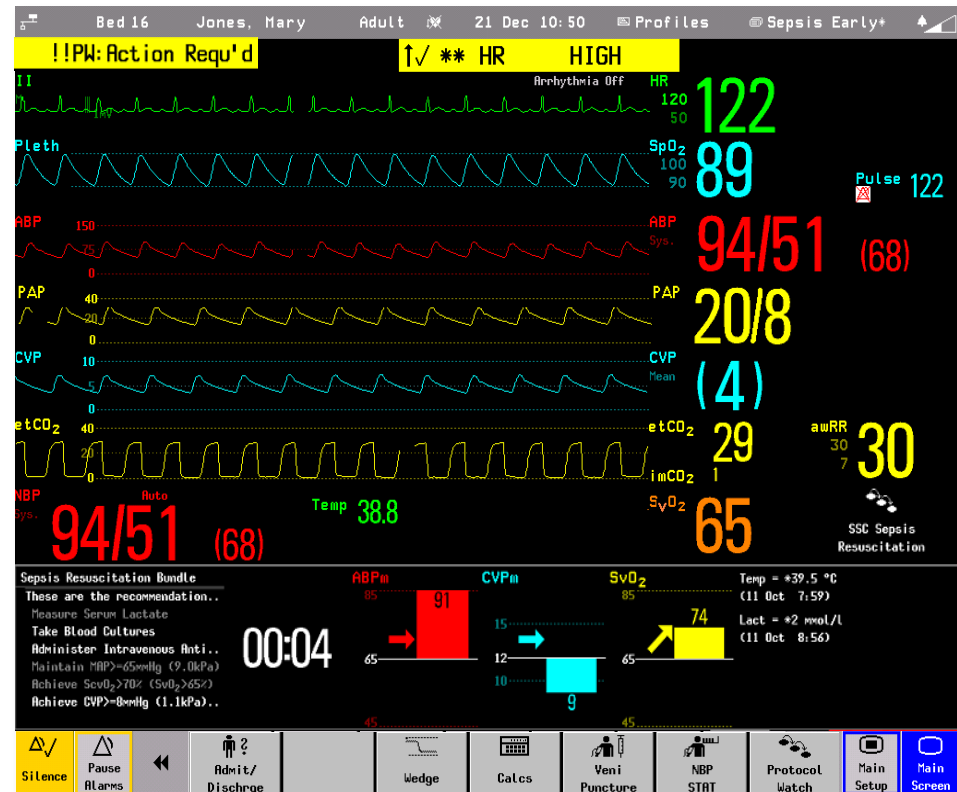 Bed 16 Jones, Mary Adult 21 Dec 10:50 Profiles Sepsis Early*
!!PW:Action Requ'd
↑√ ** HR HIGH
II
1mV
Arrhythmia Off
HR
120
50
122
Pleth
SpO₂
100
90
89
Pulse 122
ABP
150
75
0
ABP
Sys.
94/51 (68)
PAP
40
20
0
PAP
20/8
CVP
10
5
0
CVP
Mean
(4)
etCO₂
40
20
0
etCO₂ 29
imCO₂ 1
awRR
30
7
30
NBP
Sys.
Auto
94/51 (68)
Temp 38.8
SvO₂
65
SSC Sepsis
Resuscitation
Sepsis Resuscitation Bundle
These are the recommendation..
Measure Serum Lactate
Take Blood Cultures
Administer Intravenous Anti..
Maintain MAP>=65mmHg (9.0kPa)
Achieve ScvO₂>70% (SvO₂>65%)
Achieve CVP>=8mmHg (1.1kPa)..
00:04
ABPm
85
91
65
45
CVPm
15
12
10
9
SvO₂
85
74
65
45
Temp = *39.5 °C
(11 Oct 7:59)
Lact = *2 mmol/l
(11 Oct 8:56)
Silence
Pause
Alarms
Admit/
Dischrge
Wedge
Calcs
Veni
Puncture
NBP
STAT
Protocol
Watch
Main
Setup
Main
Screen